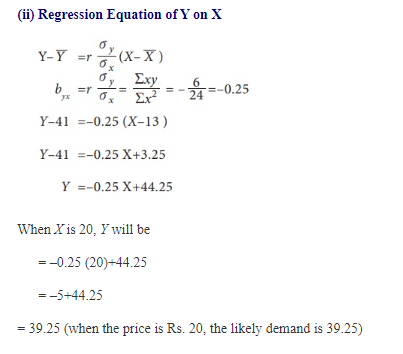 (ii) Regression Equation of Y on X
Y–Y̅ =r σy/σx (X–X̅)
byx =r σy/σx = Σxy/Σx² = – 6/24 =–0.25
Y–41 =–0.25 (X–13 )
Y–41 =–0.25 X+3.25
Y =–0.25 X+44.25
When X is 20, Y will be
= –0.25 (20)+44.25
= –5+44.25
= 39.25 (when the price is Rs. 20, the likely demand is 39.25)